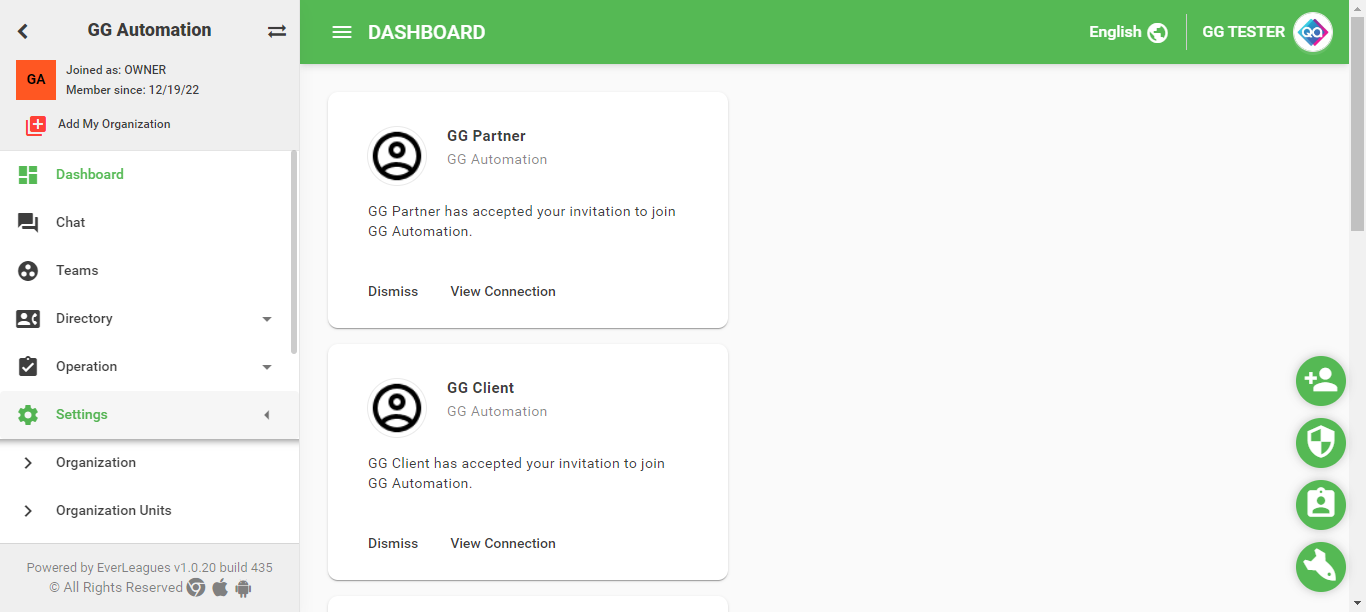 GG Automation
GA
Joined as: OWNER
Member since: 12/19/22
Add My Organization
Dashboard
Chat
Teams
Directory
Operation
Settings
Organization
Organization Units
Powered by EverLeagues v1.0.20 build 435
© All Rights Reserved
DASHBOARD
English
GG TESTER
QA
GG Partner
GG Automation
GG Partner has accepted your invitation to join
GG Automation.
Dismiss View Connection
GG Client
GG Automation
GG Client has accepted your invitation to join
GG Automation.
Dismiss View Connection